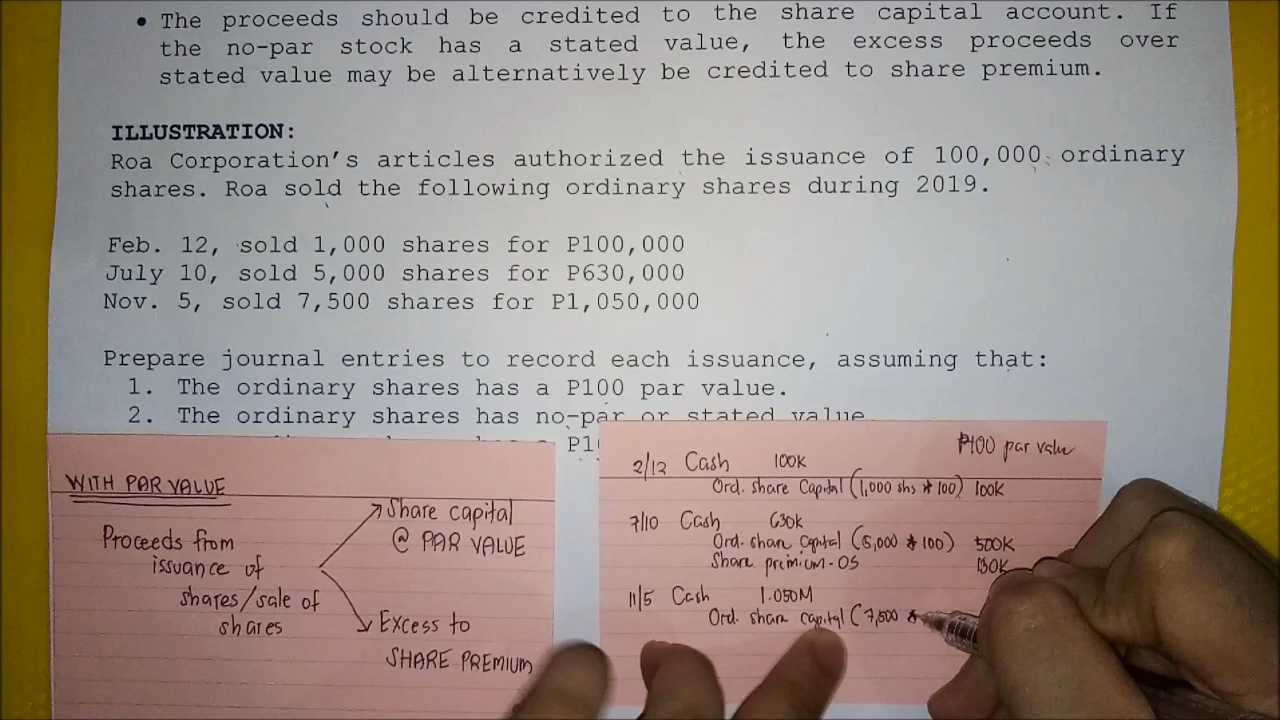 • The proceeds should be credited to the share capital account. If
the no-par stock has a stated value, the excess proceeds over
stated value may be alternatively be credited to share premium.
ILLUSTRATION:
Roa Corporation's articles authorized the issuance of 100,000 ordinary
shares. Roa sold the following ordinary shares during 2019.
Feb. 12, sold 1,000 shares for P100,000
July 10, sold 5,000 shares for P630,000
Nov. 5, sold 7,500 shares for P1,050,000
Prepare journal entries to record each issuance, assuming that:
1. The ordinary shares has a P100 par value.
2. The ordinary shares has no-par or stated value.
WITH PAR VALUE
Proceeds from
issuance of
shares/sale of
shares
Share capital
@ PAR VALUE
Excess to
SHARE PREMIUM
₱100 par value
2/12 Cash 100K
Ord. share Capital (1,000 shs * 100) 100K
7/10 Cash 630K
Ord. share capital (5,000 * 100) 500K
Share premium-OS 130K
11/5 Cash 1.050M
Ord. share capital (7,500 *